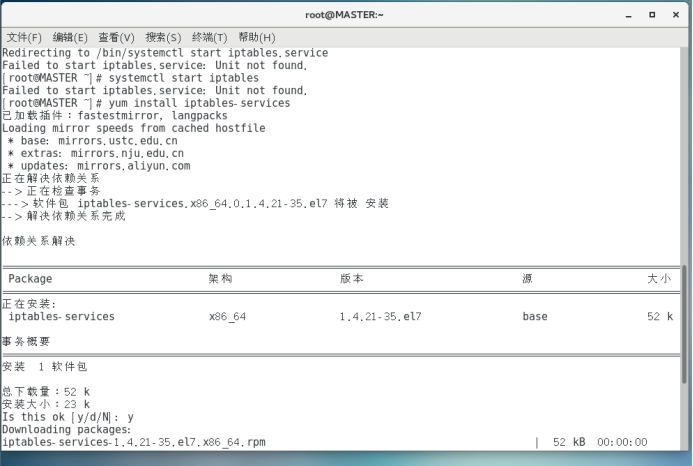 root@MASTER:~
文件(F) 编辑(E) 查看(V) 搜索(S) 终端(T) 帮助(H)
Redirecting to /bin/systemctl start iptables.service
Failed to start iptables.service: Unit not found.
[root@MASTER ~]# systemctl start iptables
Failed to start iptables.service: Unit not found.
[root@MASTER ~]# yum install iptables-services
已加载插件：fastestmirror, langpacks
Loading mirror speeds from cached hostfile
* base: mirrors.ustc.edu.cn
* extras: mirrors.nju.edu.cn
* updates: mirrors.aliyun.com
正在解决依赖关系
--> 正在检查事务
---> 软件包 iptables-services.x86_64.0.1.4.21-35.el7 将被 安装
--> 解决依赖关系完成
依赖关系解决
Package 架构 版本 源 大小
正在安装:
iptables-services x86_64 1.4.21-35.el7 base 52 k
事务概要
安装 1 软件包
总下载量：52 k
安装大小：23 k
Is this ok [y/d/N]: y
Downloading packages:
iptables-services-1.4.21-35.el7.x86_64.rpm | 52 kB 00:00:00